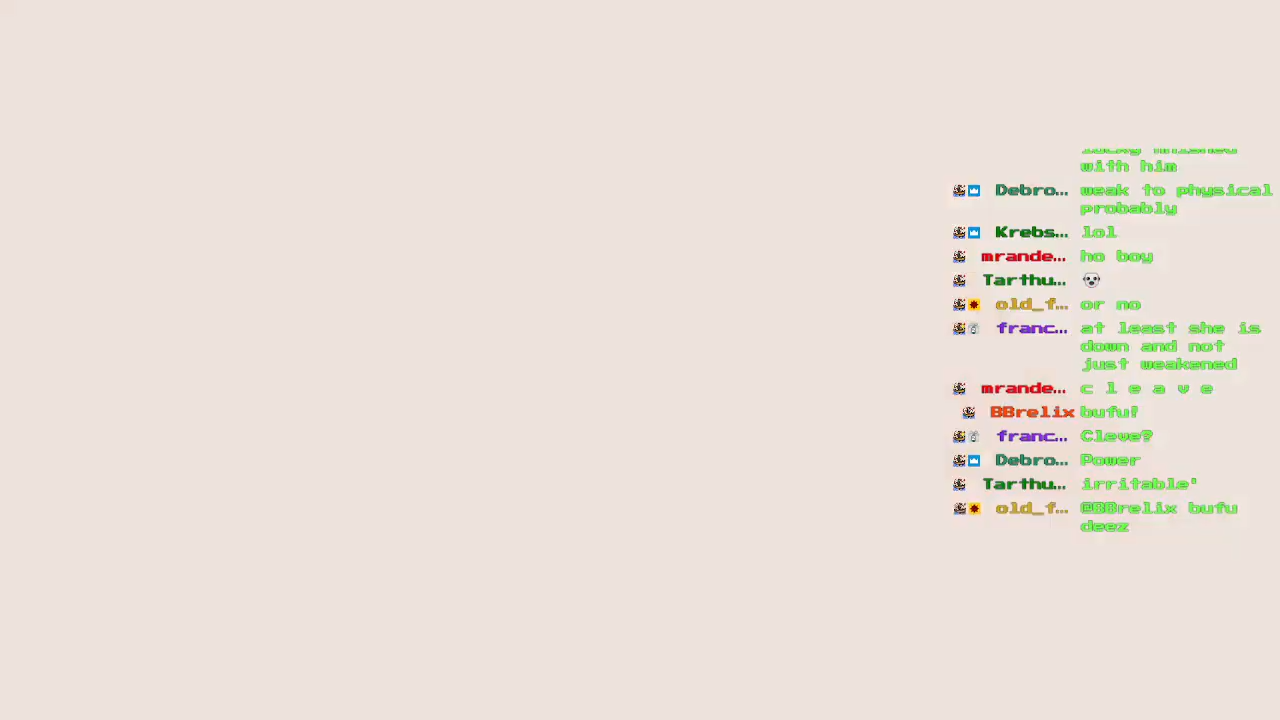 with him
Debro... weak to physical
probably
Krebs... lol
mrande... ho boy
Tarthu...
old_f... or no
franc... at least she is
down and not
just weakened
mrande... c l e a v e
BBrelix bufu!
franc... Cleve?
Debro... Power
Tarthu... irritable'
old_f... @BBrelix bufu
deez